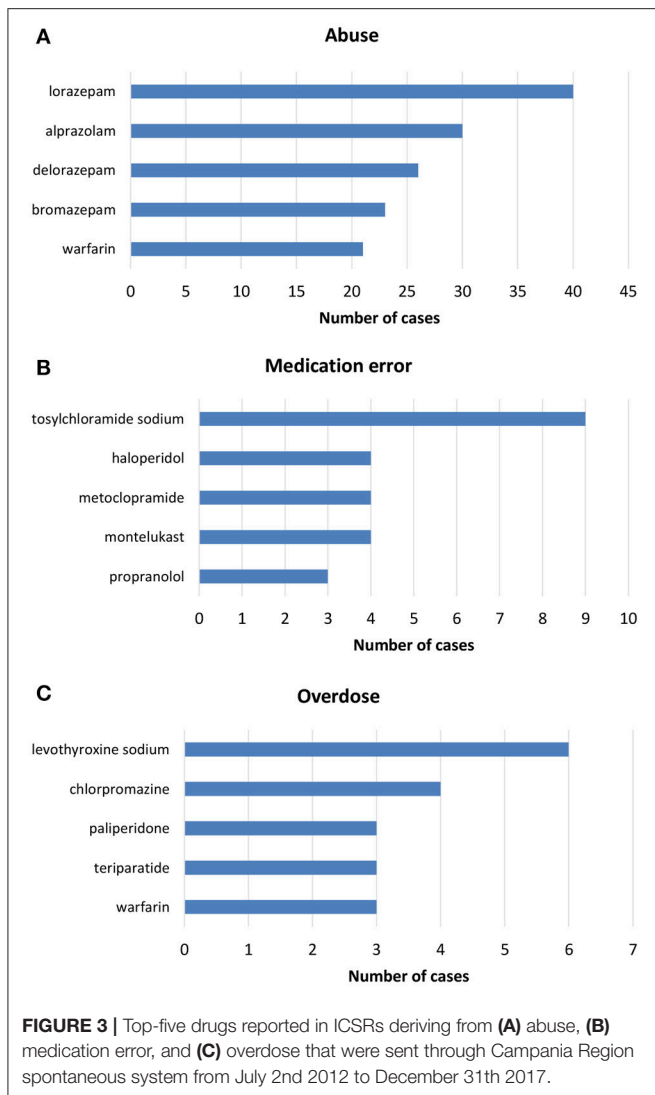 A
Abuse
lorazepam
alprazolam
delorazepam
bromazepam
warfarin
0 5 10 15 20 25 30 35 40 45
Number of cases
B
Medication error
tosylchloramide sodium
haloperidol
metoclopramide
montelukast
propranolol
0 1 2 3 4 5 6 7 8 9 10
Number of cases
C
Overdose
levothyroxine sodium
chlorpromazine
paliperidone
teriparatide
warfarin
0 1 2 3 4 5 6 7
Number of cases
FIGURE 3 | Top-five drugs reported in ICSRs deriving from (A) abuse, (B)
medication error, and (C) overdose that were sent through Campania Region
spontaneous system from July 2nd 2012 to December 31th 2017.